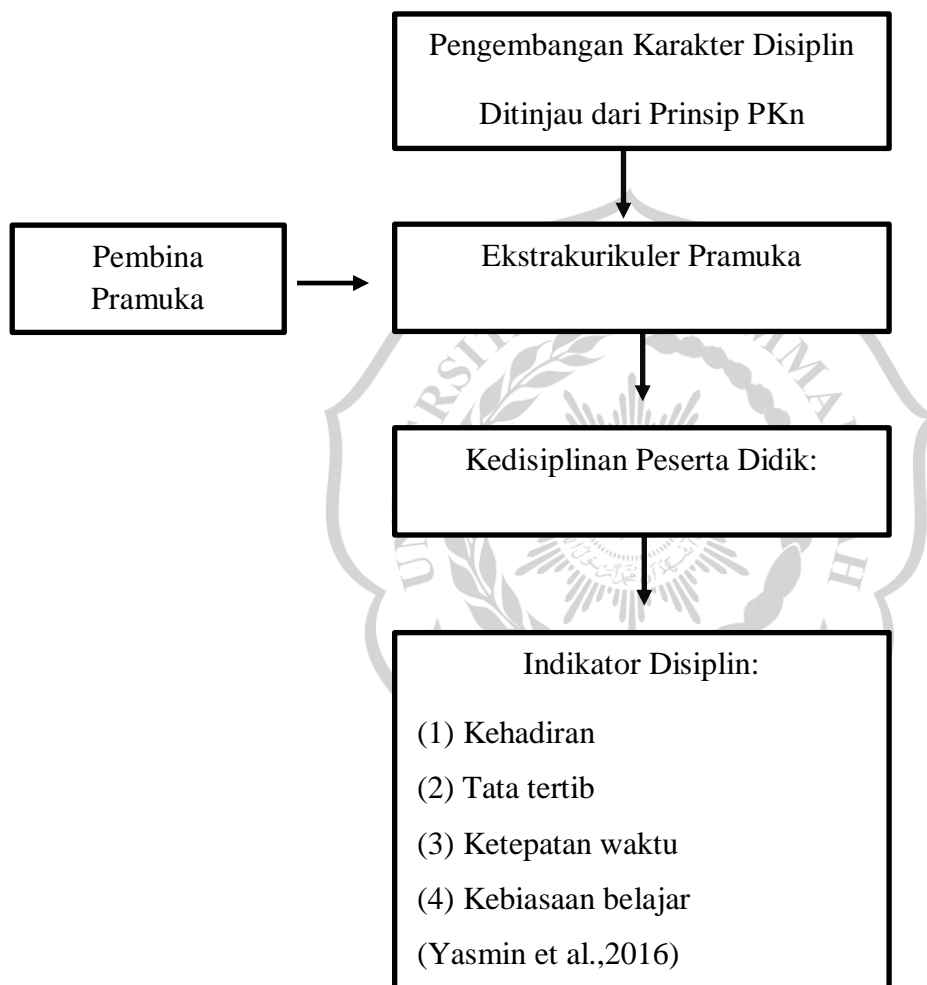 Pengembangan Karakter Disiplin
Ditinjau dari Prinsip PKn
Pembina
Pramuka
Ekstrakurikuler Pramuka
Kedisiplinan Peserta Didik:
Indikator Disiplin:
(1) Kehadiran
(2) Tata tertib
(3) Ketepatan waktu
(4) Kebiasaan belajar
(Yasmin et al.,2016)